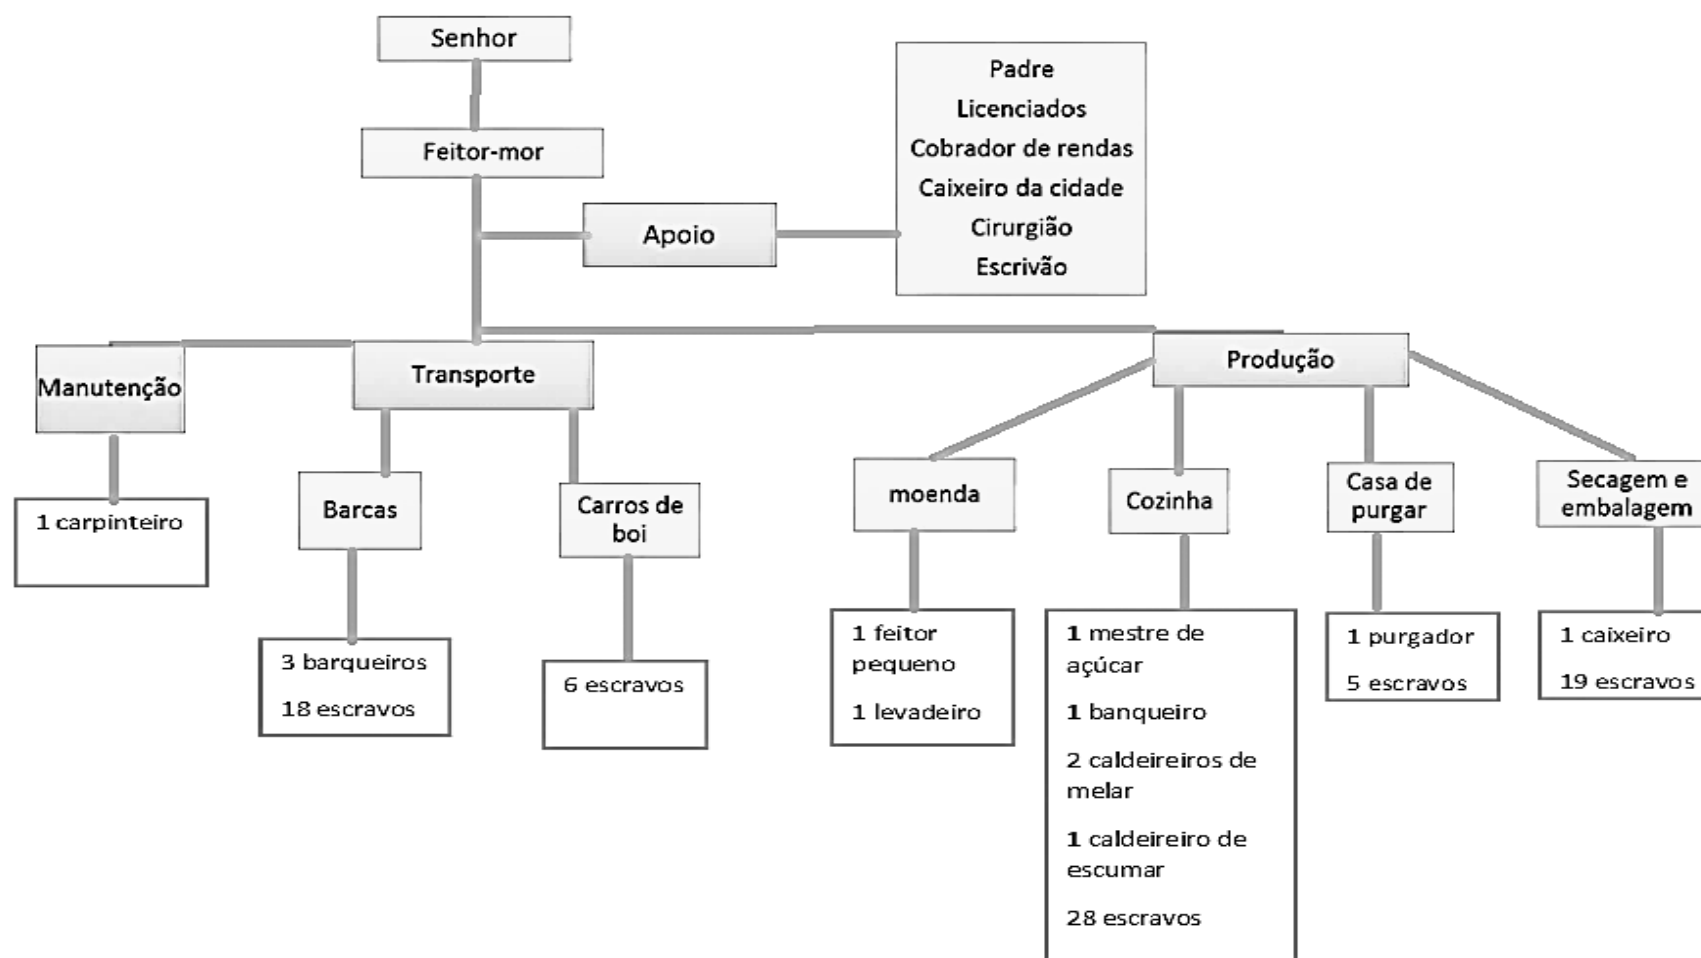 Senhor
Feitor-mor
Apoio
Padre
Licenciados
Cobrador de rendas
Caixeiro da cidade
Cirurgião
Escrivão
Manutenção
1 carpinteiro
Transporte
Barcas
3 barqueiros
18 escravos
Carros de
boi
6 escravos
Produção
moenda
1 feitor
pequeno
1 levadeiro
Cozinha
1 mestre de
açúcar
1 banqueiro
2 caldeireiros de
melar
1 caldeireiro de
escumar
28 escravos
Casa de
purgar
1 purgador
5 escravos
Secagem e
embalagem
1 caixeiro
19 escravos